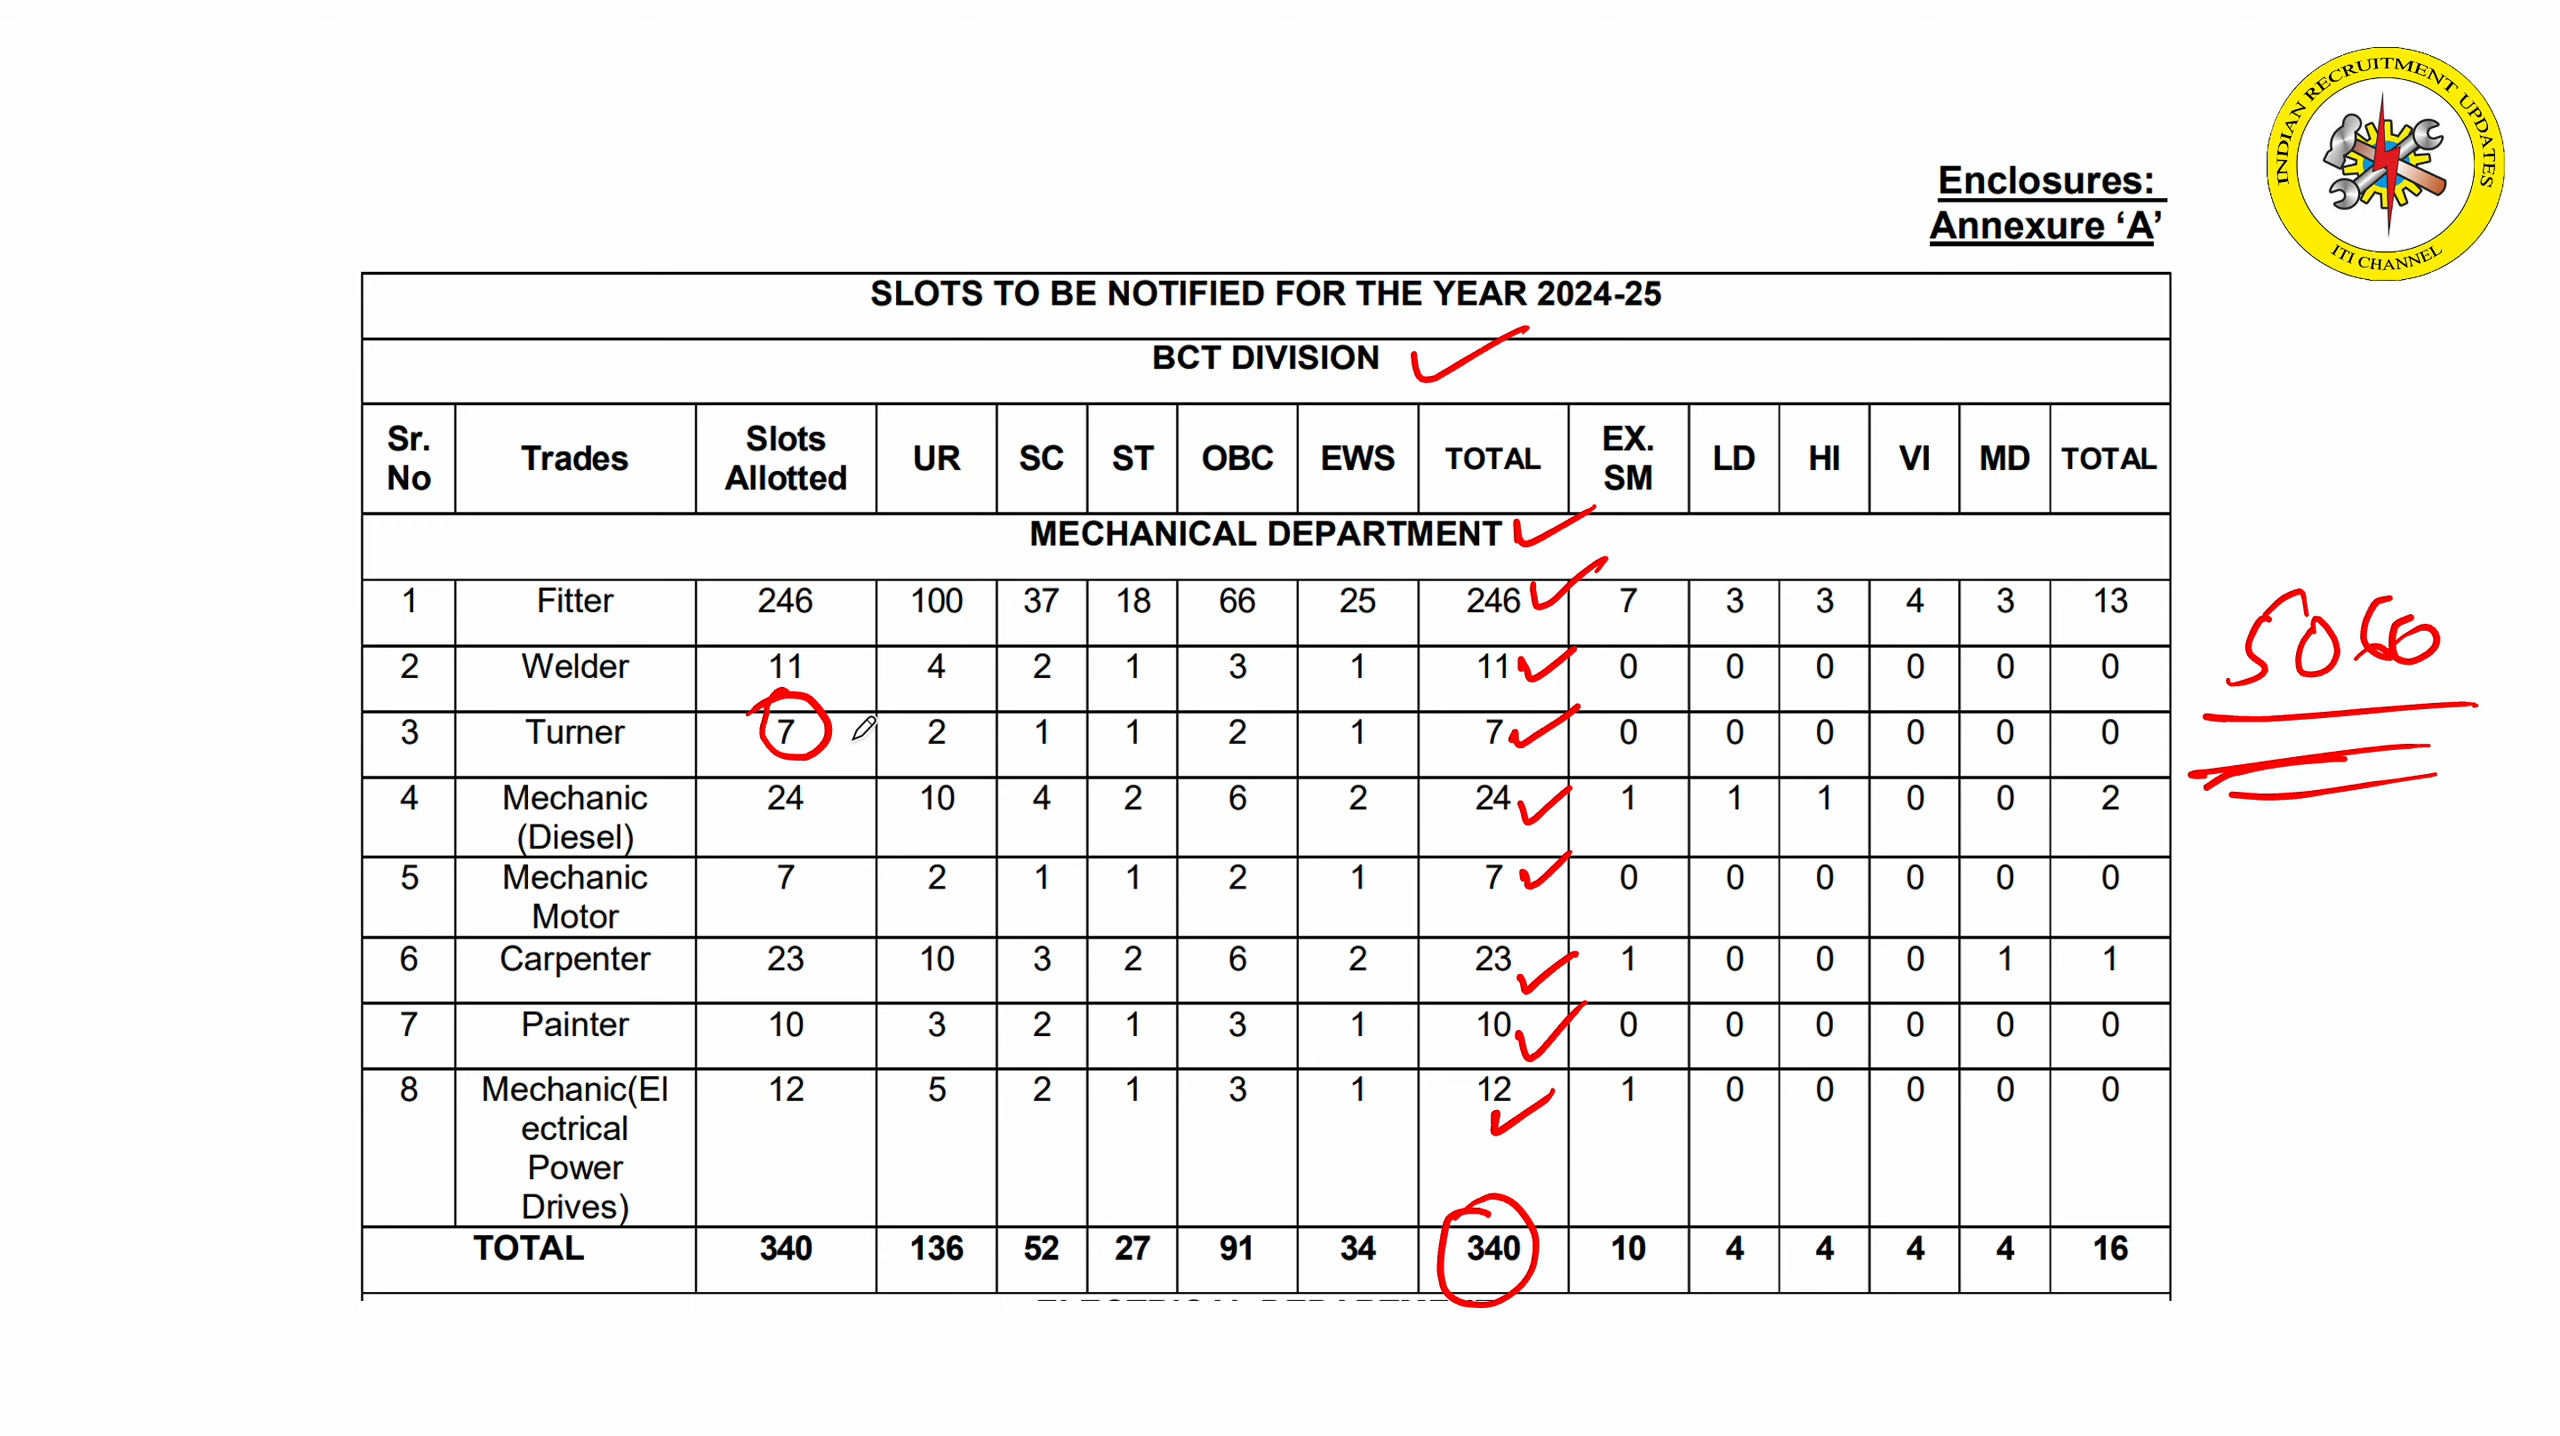 INDIAN RECRUITMENT UPDATES
ITI CHANNEL
Enclosures:
Annexure ‘A’
SLOTS TO BE NOTIFIED FOR THE YEAR 2024-25
BCT DIVISION
Sr. No Trades Slots Allotted UR SC ST OBC EWS TOTAL EX. SM LD HI VI MD TOTAL
MECHANICAL DEPARTMENT
1 Fitter 246 100 37 18 66 25 246 7 3 3 4 3 13
5066
2 Welder 11 4 2 1 3 1 11 0 0 0 0 0 0
3 Turner 7 2 1 1 2 1 7 0 0 0 0 0 0
4 Mechanic (Diesel) 24 10 4 2 6 2 24 1 1 1 0 0 2
5 Mechanic Motor 7 2 1 1 2 1 7 0 0 0 0 0 0
6 Carpenter 23 10 3 2 6 2 23 1 0 0 0 1 1
7 Painter 10 3 2 1 3 1 10 0 0 0 0 0 0
8 Mechanic(El ectrical Power Drives) 12 5 2 1 3 1 12 1 0 0 0 0 0
TOTAL 340 136 52 27 91 34 340 10 4 4 4 4 16